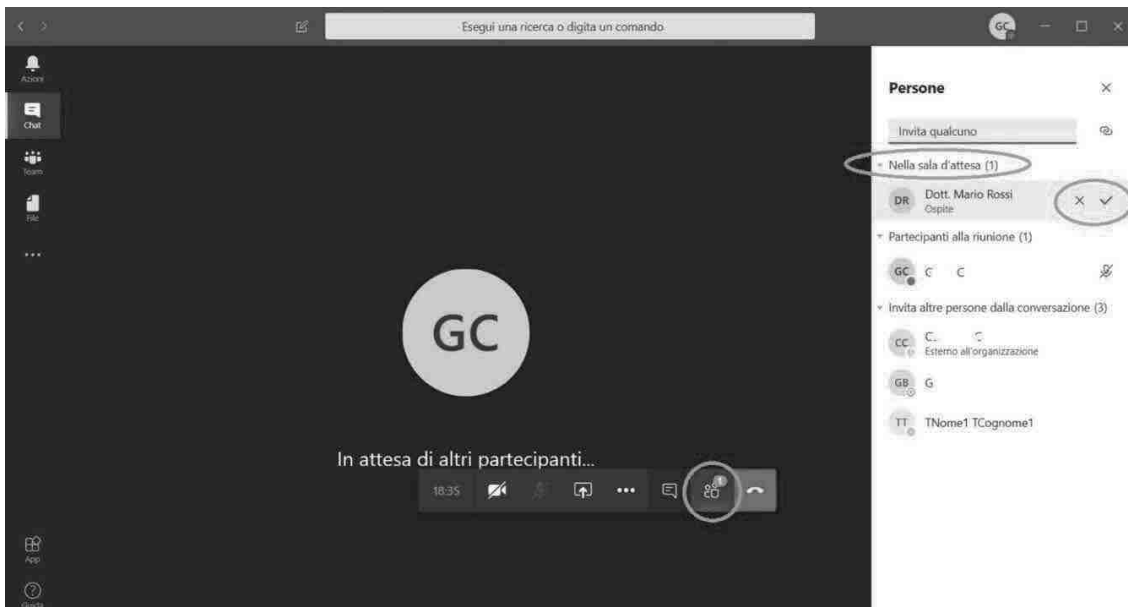 Esegui una ricerca o digita un comando
GC
Azioni
Chat
Team
File
App
Guida
GC
In attesa di altri partecipanti...
18:35
1
Persone
Invita qualcuno
Nella sala d'attesa (1)
DR
Dott. Mario Rossi
Ospite
Partecipanti alla riunione (1)
GC
C C
Invita altre persone dalla conversazione (3)
CC
C.
Esterno all'organizzazione
GB
G
TT
TNome1 TCognome1